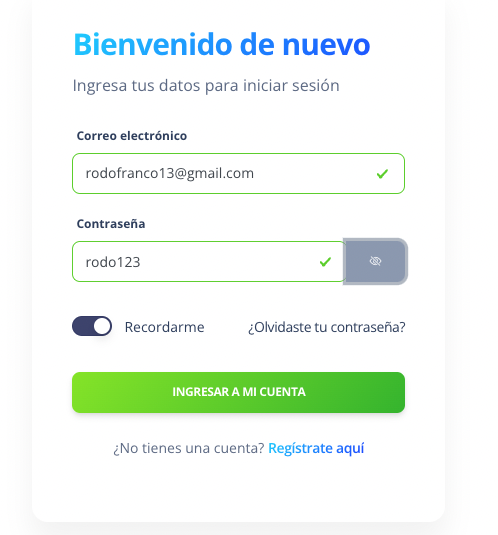 Bienvenido de nuevo
Ingresa tus datos para iniciar sesión
Correo electrónico
rodofranco13@gmail.com
Contraseña
rodo123
Recordarme ¿Olvidaste tu contraseña?
INGRESAR A MI CUENTA
¿No tienes una cuenta? Regístrate aquí